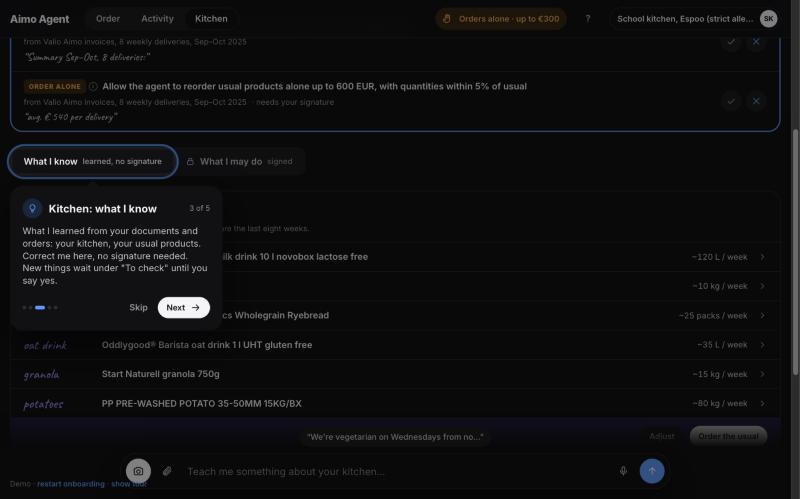 Aimo Agent
Order
Activity
Kitchen
Orders alone · up to €300
?
School kitchen, Espoo (strict alle...
SK
from Valio Aimo invoices, 8 weekly deliveries, Sep–Oct 2025
"Summary Sep–Oct, 8 deliveries:"
ORDER ALONE Allow the agent to reorder usual products alone up to 600 EUR, with quantities within 5% of usual
from Valio Aimo invoices, 8 weekly deliveries, Sep–Oct 2025 · needs your signature
"avg. € 540 per delivery"
What I know learned, no signature
What I may do signed
Kitchen: what I know
3 of 5
What I learned from your documents and
orders: your kitchen, your usual products.
Correct me here, no signature needed.
New things wait under "To check" until you
say yes.
Skip
Next
the last eight weeks.
ilk drink 10 l novobox lactose free
~120 L / week
~10 kg / week
cs Wholegrain Ryebread
~25 packs / week
oat drink
Oddlygood® Barista oat drink 1 l UHT gluten free
~35 L / week
granola
Start Naturell granola 750g
~15 kg / week
potatoes
PP PRE-WASHED POTATO 35-50MM 15KG/BX
~80 kg / week
"We're vegetarian on Wednesdays from no..."
Adjust
Order the usual
Teach me something about your kitchen...
Demo · restart onboarding · show tour